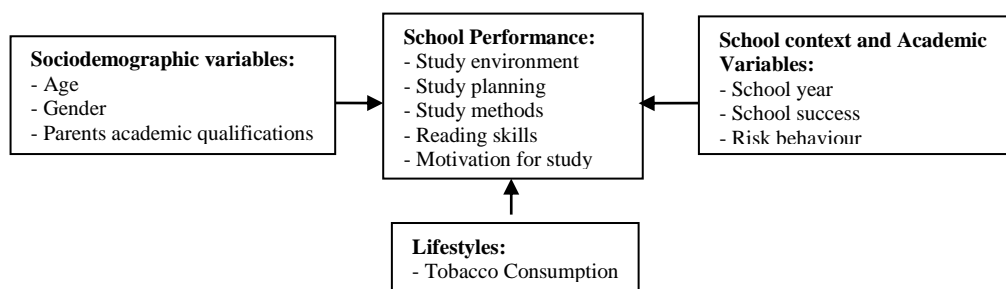 Sociodemographic variables:
- Age
- Gender
- Parents academic qualifications
School Performance:
- Study environment
- Study planning
- Study methods
- Reading skills
- Motivation for study
School context and Academic
Variables:
- School year
- School success
- Risk behaviour
Lifestyles:
- Tobacco Consumption